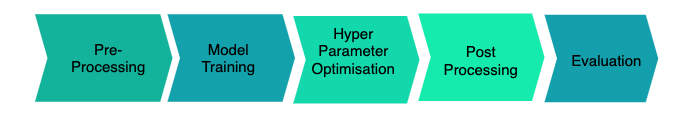 Pre-
Processing
Model
Training
Hyper
Parameter
Optimisation
Post
Processing
Evaluation